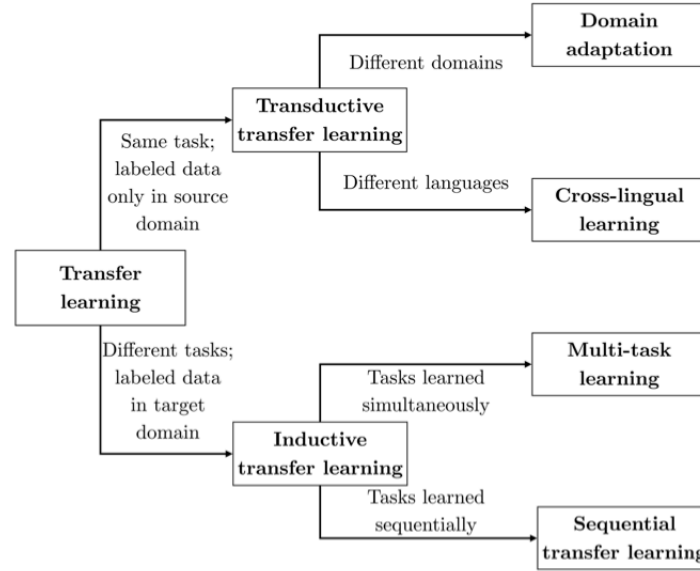 Domain
adaptation
Different domains
Transductive
transfer learning
Same task;
labeled data
only in source
domain
Different languages
Cross-lingual
learning
Transfer
learning
Different tasks;
labeled data
in target
domain
Multi-task
learning
Tasks learned
simultaneously
Inductive
transfer learning
Tasks learned
sequentially
Sequential
transfer learning